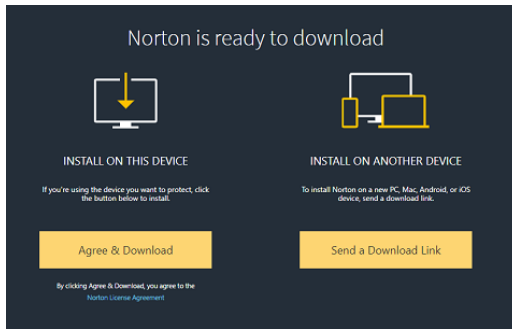 Norton is ready to download
INSTALL ON THIS DEVICE
If you're using the device you want to protect, click
the button below to install.
Agree & Download
By clicking Agree & Download, you agree to the
Norton License Agreement
INSTALL ON ANOTHER DEVICE
To install Norton on a new PC, Mac, Android, or iOS
device, send a download link.
Send a Download Link